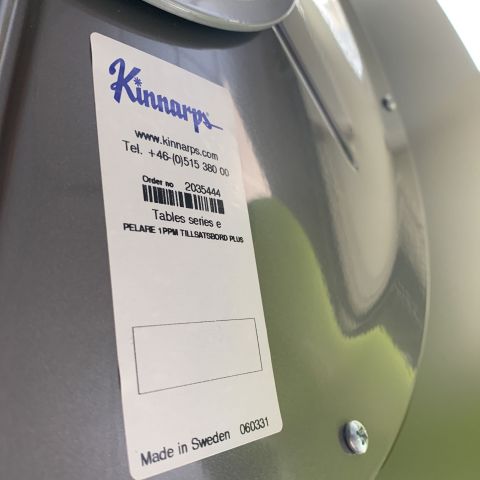 Kinnarps
www.kinnarps.com
Tel. +46-(0)515 380 00
Order no 2035444
Tables series e
PELARE 1PPM TILLSATSBORD PLUS
Made in Sweden 060331